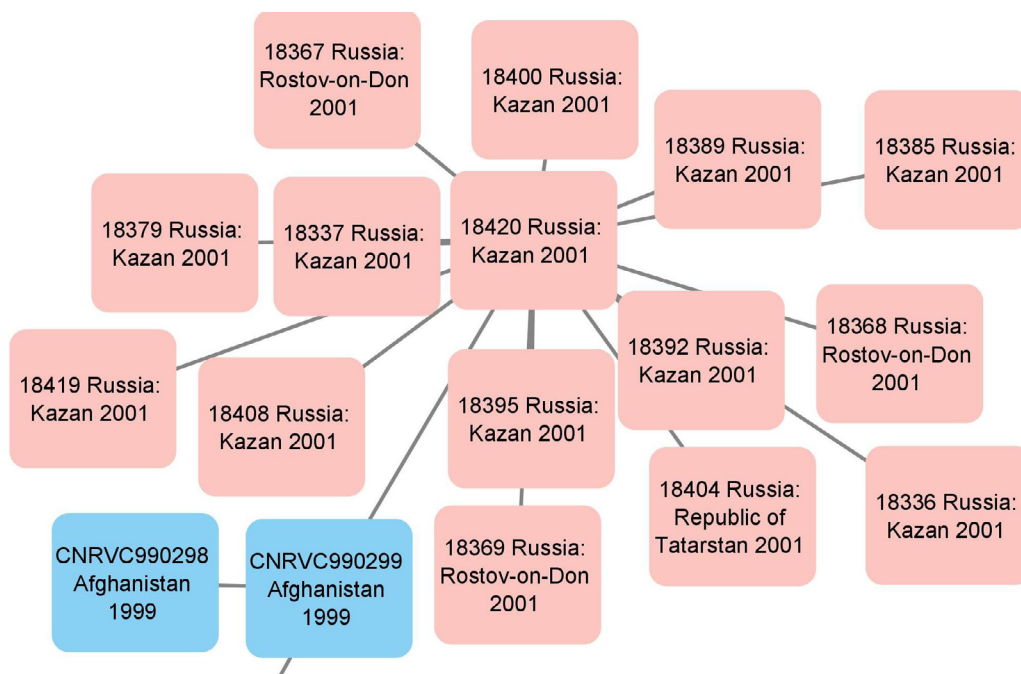 18367 Russia:
Rostov-on-Don
2001
18400 Russia:
Kazan 2001
18389 Russia:
Kazan 2001
18385 Russia:
Kazan 2001
18379 Russia:
Kazan 2001
18337 Russia:
Kazan 2001
18420 Russia:
Kazan 2001
18419 Russia:
Kazan 2001
18408 Russia:
Kazan 2001
18395 Russia:
Kazan 2001
18392 Russia:
Kazan 2001
18368 Russia:
Rostov-on-Don
2001
CNRVC990298
Afghanistan
1999
CNRVC990299
Afghanistan
1999
18369 Russia:
Rostov-on-Don
2001
18404 Russia:
Republic of
Tatarstan 2001
18336 Russia:
Kazan 2001